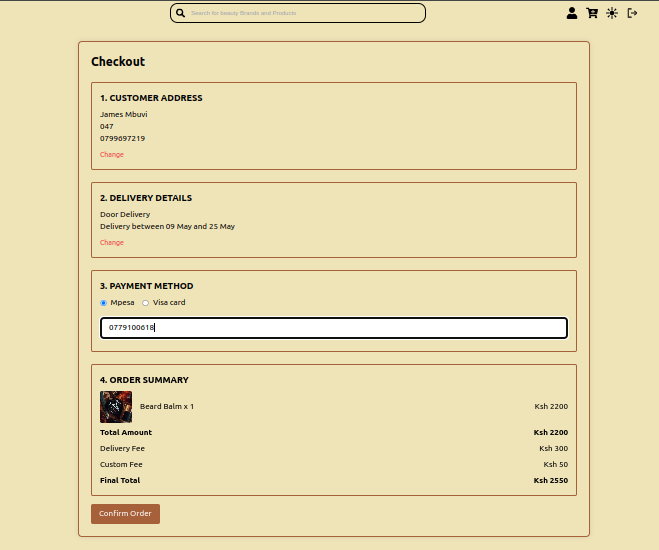 Search for beauty Brands and Products
Checkout
1. CUSTOMER ADDRESS
James Mbuvi
047
0799697219
Change
2. DELIVERY DETAILS
Door Delivery
Delivery between 09 May and 25 May
Change
3. PAYMENT METHOD
Mpesa Visa card
0779100618
4. ORDER SUMMARY
Beard Balm x 1 Ksh 2200
Total Amount Ksh 2200
Delivery Fee Ksh 300
Custom Fee Ksh 50
Final Total Ksh 2550
Confirm Order